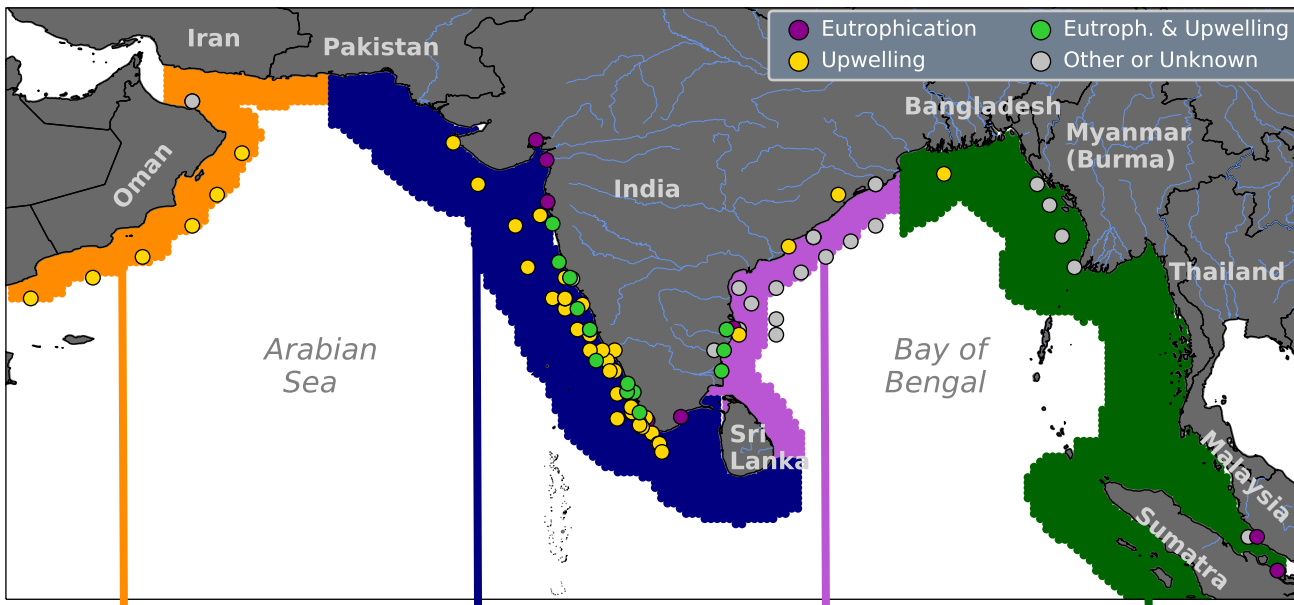 Eutrophication
Eutroph. & Upwelling
Upwelling
Other or Unknown
Iran
Pakistan
Bangladesh
Myanmar
(Burma)
Oman
India
Thailand
Arabian
Sea
Bay of
Bengal
Sri
Lanka
Malaysia
Sumatra